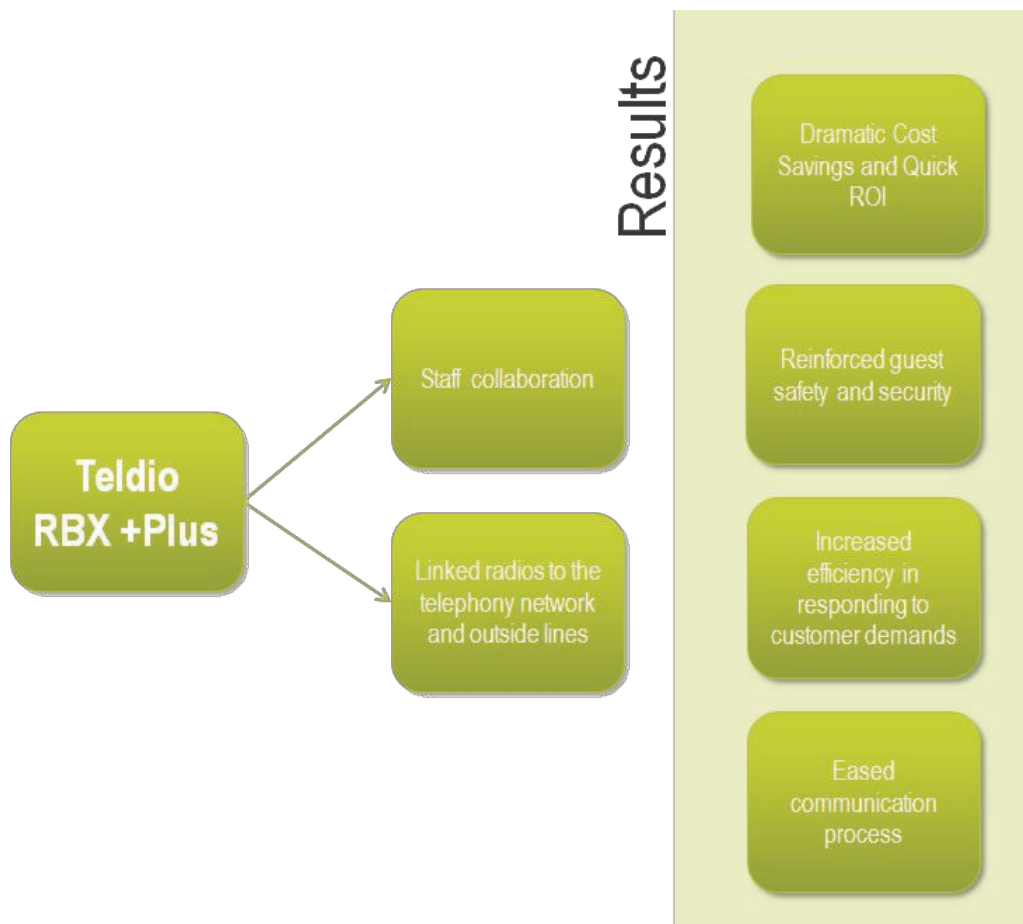 Teldio
RBX +Plus
Staff collaboration
Linked radios to the
telephony network
and outside lines
Results
Dramatic Cost
Savings and Quick
ROI
Reinforced guest
safety and security
Increased
efficiency in
responding to
customer demands
Eased
communication
process